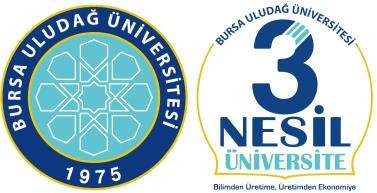 BURSA ULUDAĞ ÜNİVERSİTESİ
1975
BURSA ULUDAĞ ÜNİVERSİTESİ
3
NESİL
ÜNİVERSİTE
Bilimden Üretime, Üretimden Ekonomiye